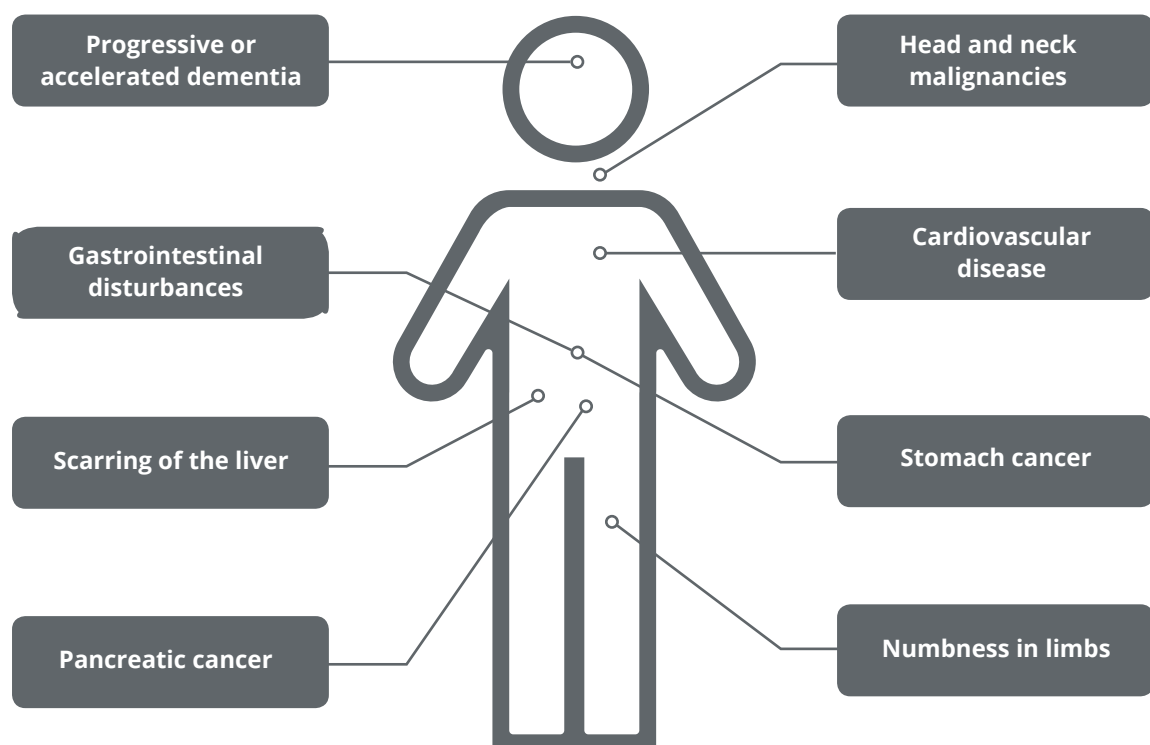 Progressive or
accelerated dementia
Head and neck
malignancies
Gastrointestinal
disturbances
Cardiovascular
disease
Scarring of the liver
Stomach cancer
Pancreatic cancer
Numbness in limbs